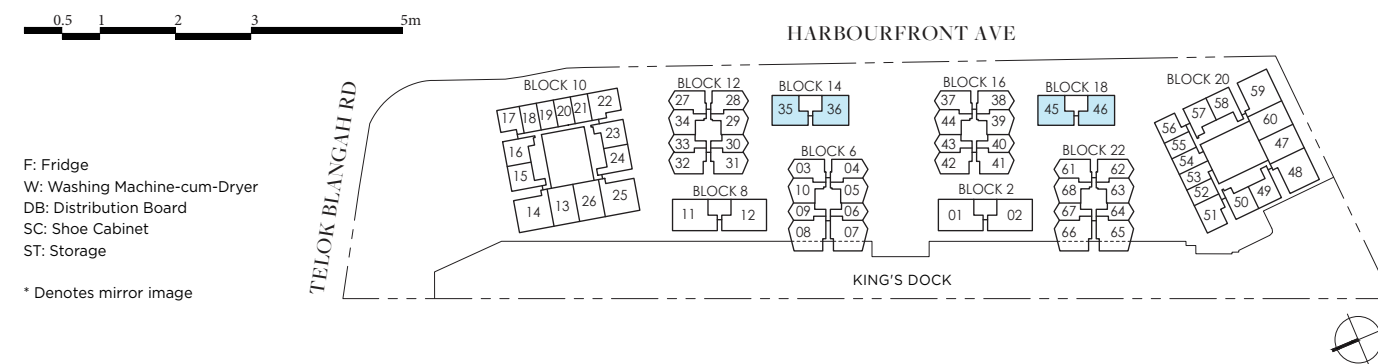 0.5 1 2 3 5m
HARBOURFRONT AVE
TELOK BLANGAH RD
BLOCK 10
17 18 19 20 21 22
16 23
15 24
14 13 26 25
BLOCK 12
27 28
34 29
33 30
32 31
BLOCK 14
35 36
BLOCK 8
11 12
BLOCK 6
03 04
10 05
09 06
08 07
BLOCK 16
37 38
44 39
43 40
42 41
BLOCK 18
45 46
BLOCK 2
01 02
BLOCK 22
61 62
68 63
67 64
66 65
BLOCK 20
56 57 58 59
55 60
54 47
53 48
52 49
51 50
KING'S DOCK
F: Fridge
W: Washing Machine-cum-Dryer
DB: Distribution Board
SC: Shoe Cabinet
ST: Storage
* Denotes mirror image